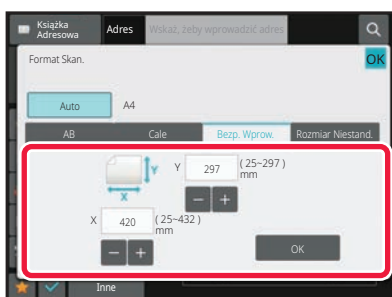 Książka
Adresowa
Adres
Wskaż, żeby wprowadzić adres
Format Skan.
OK
Auto
A4
AB
Cale
Bezp. Wprow.
Rozmiar Niestand.
Y
X
Y
297
(25~297)
mm
X
420
(25~432)
mm
OK
Inne